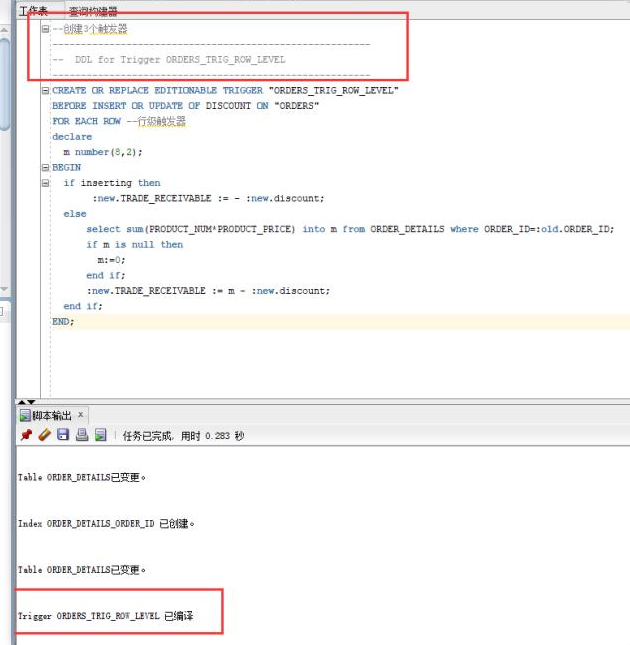 工作表 查询构建器
--创建3个触发器
--------------------------------------------------------
--  DDL for Trigger ORDERS_TRIG_ROW_LEVEL
--------------------------------------------------------
CREATE OR REPLACE EDITIONABLE TRIGGER "ORDERS_TRIG_ROW_LEVEL"
BEFORE INSERT OR UPDATE OF DISCOUNT ON "ORDERS"
FOR EACH ROW --行级触发器
declare
  m number(8,2);
BEGIN
  if inserting then
       :new.TRADE_RECEIVABLE := - :new.discount;
  else
      select sum(PRODUCT_NUM*PRODUCT_PRICE) into m from ORDER_DETAILS where ORDER_ID=:old.ORDER_ID;
      if m is null then
        m:=0;
      end if;
      :new.TRADE_RECEIVABLE := m - :new.discount;
  end if;
END;
脚本输出 x
任务已完成, 用时 0.283 秒
Table ORDER_DETAILS已变更。
Index ORDER_DETAILS_ORDER_ID 已创建。
Table ORDER_DETAILS已变更。
Trigger ORDERS_TRIG_ROW_LEVEL 已编译